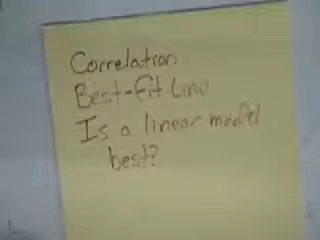 Correlation
Best-fit Line
Is a linear model
best?